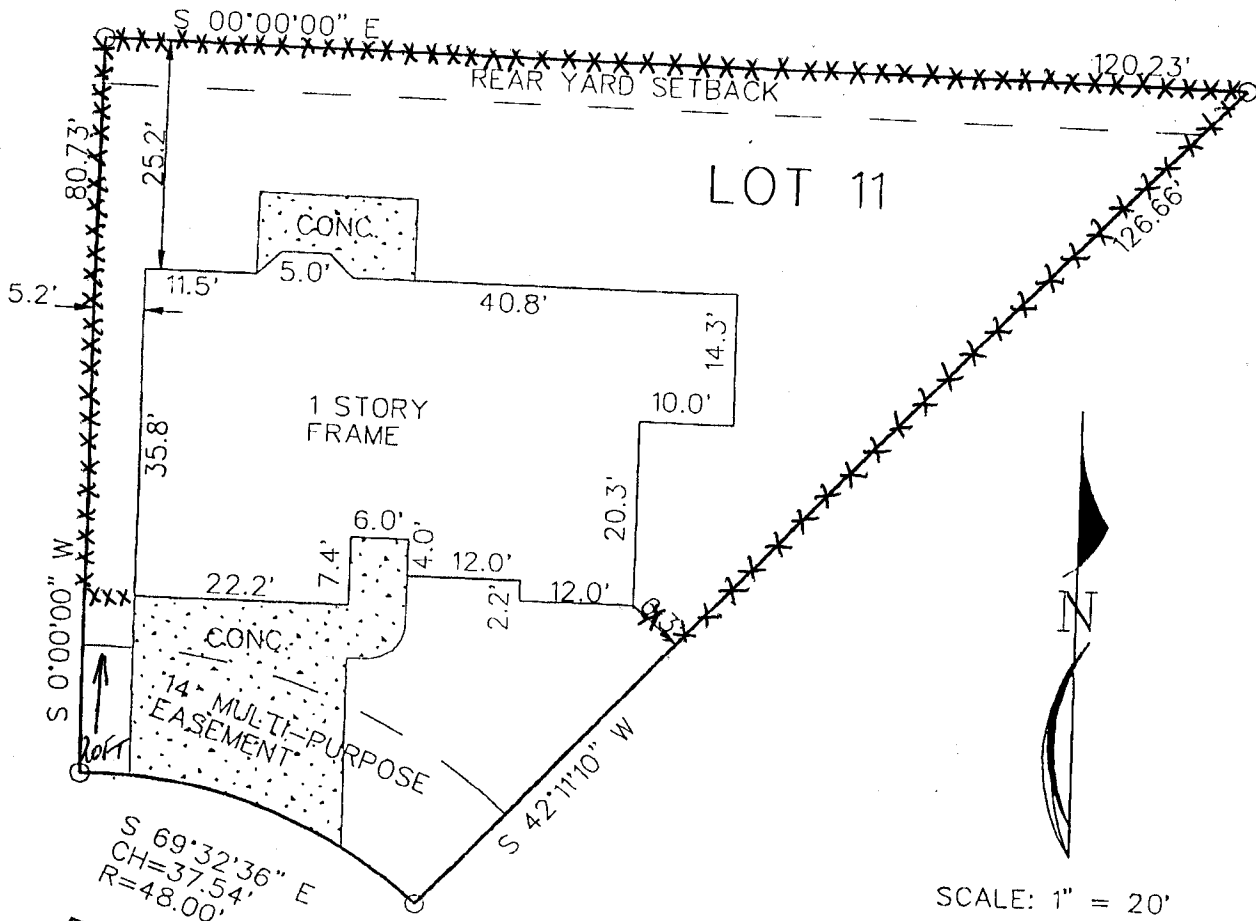 S 00°00'00" E
120.23'
REAR YARD SETBACK
80.73'
25.2'
LOT 11
126.66'
CONC.
5.0'
11.5'
5.2'
40.8'
14.3'
10.0'
1 STORY
FRAME
35.8'
20.3'
6.0'
4.0'
7.4'
12.0'
2.2'
12.0'
22.2'
XXX
CONC.
N
S 0°00'00" W
14' MULTI-PURPOSE
EASEMENT
20FT
S 42°11'10" W
S 69°32'36" E
CH=37.54'
R=48.00'
SCALE: 1" = 20'